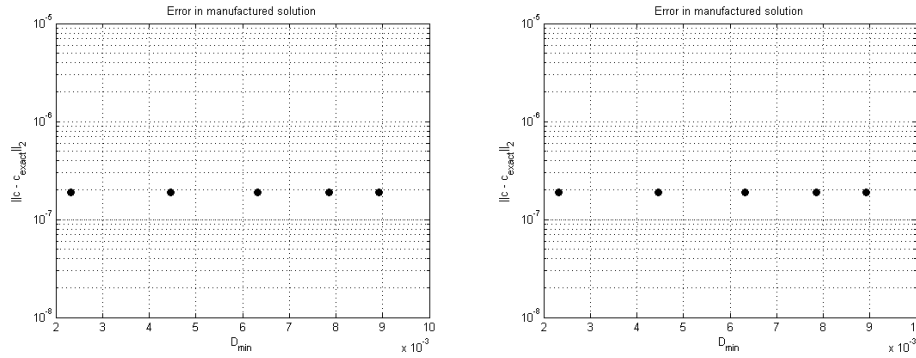 Error in manufactured solution
10^-5
10^-6
10^-7
10^-8
||c - c_exact||_2
2 3 4 5 6 7 8 9 10
D_min
x 10^-3
Error in manufactured solution
10^-5
10^-6
10^-7
10^-8
||c - c_exact||_2
2 3 4 5 6 7 8 9 10
D_min
x 10^-3